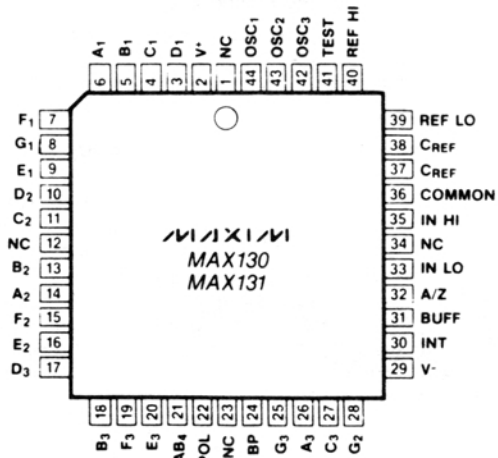 A1 B1 C1 D1 V+ NC OSC1 OSC2 OSC3 TEST REF HI
6 5 4 3 2 1 44 43 42 41 40
F1 7
G1 8
E1 9
D2 10
C2 11
NC 12
B2 13
A2 14
F2 15
E2 16
D3 17
MAXIM
MAX130
MAX131
39 REF LO
38 CREF
37 CREF
36 COMMON
35 IN HI
34 NC
33 IN LO
32 A/Z
31 BUFF
30 INT
29 V-
18 19 20 21 22 23 24 25 26 27 28
B3 F3 E3 AB4 POL NC BP G3 A3 C3 G2